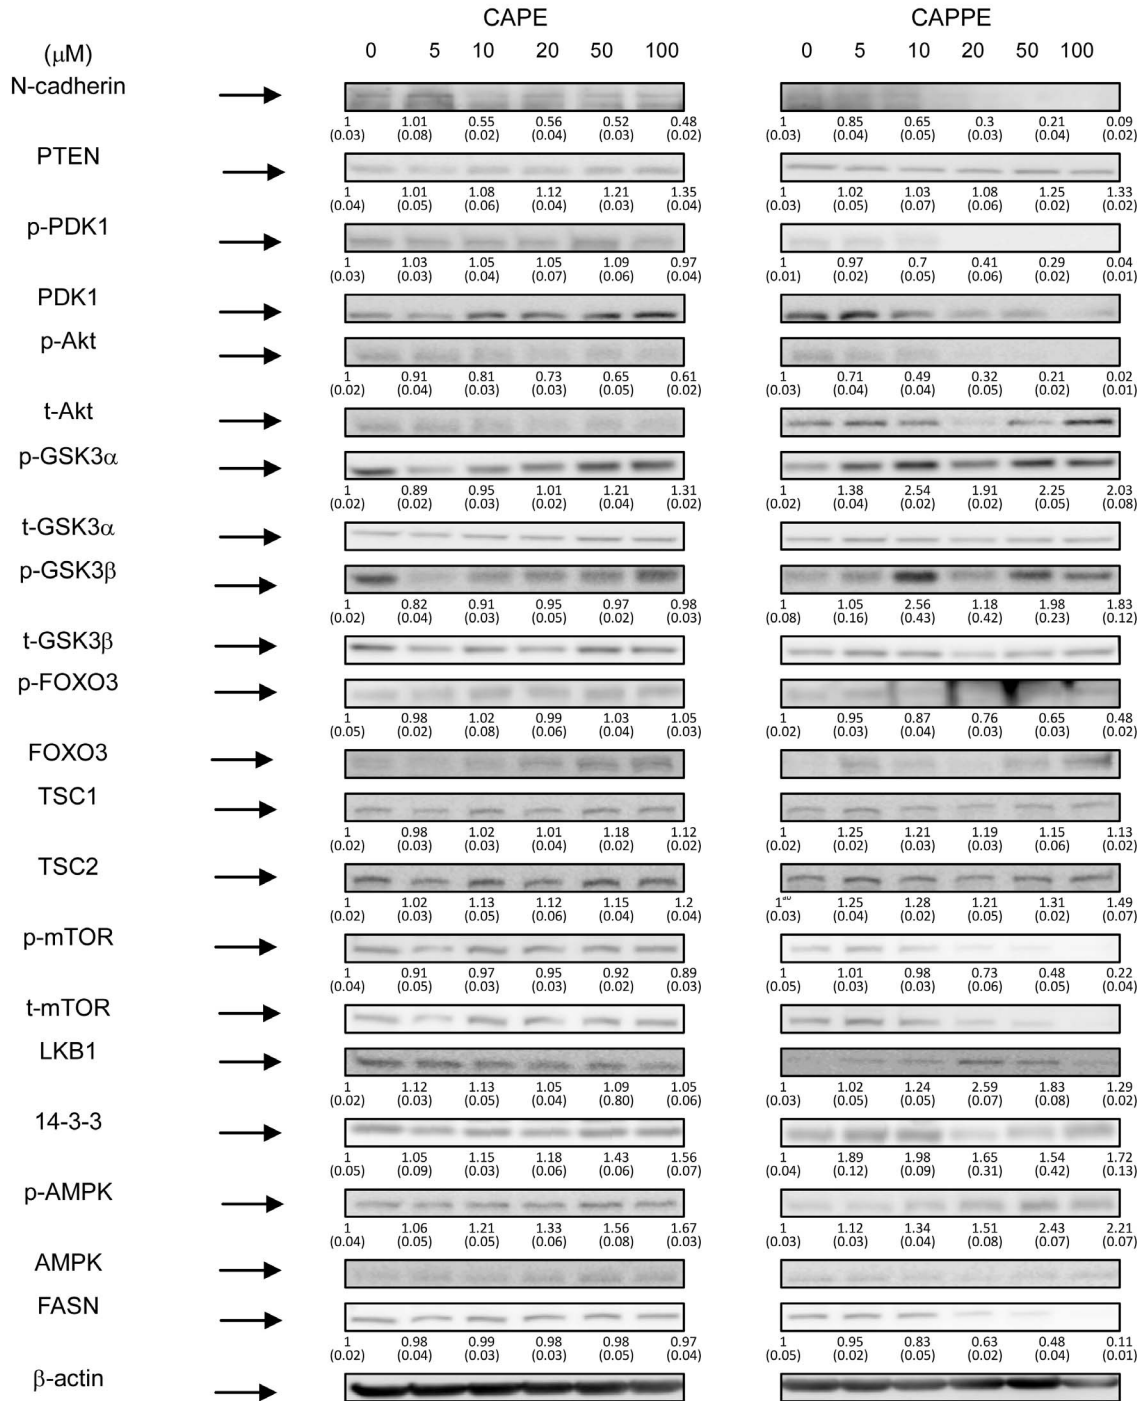 CAPE CAPPE
(μM) 0 5 10 20 50 100 0 5 10 20 50 100
N-cadherin
1 1.01 0.55 0.56 0.52 0.48 1 0.85 0.65 0.3 0.21 0.09
(0.03) (0.08) (0.02) (0.04) (0.03) (0.02) (0.03) (0.05) (0.05) (0.03) (0.04) (0.02)
PTEN
1 1.01 1.08 1.12 1.21 1.35 1 1.02 1.03 1.08 1.25 1.33
(0.04) (0.05) (0.06) (0.04) (0.03) (0.04) (0.03) (0.05) (0.07) (0.06) (0.02) (0.02)
p-PDK1
1 1.03 1.05 1.05 1.09 0.97 1 0.97 0.7 0.41 0.29 0.04
(0.03) (0.03) (0.04) (0.07) (0.06) (0.04) (0.01) (0.02) (0.05) (0.06) (0.02) (0.01)
PDK1
p-Akt
1 0.91 0.81 0.73 0.65 0.61 1 0.71 0.49 0.32 0.21 0.02
(0.02) (0.04) (0.03) (0.03) (0.05) (0.02) (0.03) (0.04) (0.04) (0.05) (0.02) (0.01)
t-Akt
p-GSK3α
1 0.89 0.95 1.01 1.21 1.31 1 1.38 2.54 1.91 2.25 2.03
(0.02) (0.02) (0.03) (0.02) (0.04) (0.02) (0.02) (0.04) (0.02) (0.02) (0.05) (0.08)
t-GSK3α
p-GSK3β
1 0.82 0.91 0.95 0.97 0.98 1 1.05 2.56 1.18 1.98 1.83
(0.02) (0.04) (0.03) (0.05) (0.02) (0.03) (0.08) (0.16) (0.43) (0.42) (0.23) (0.12)
t-GSK3β
p-FOXO3
1 0.98 1.02 0.99 1.03 1.05 1 0.95 0.87 0.76 0.65 0.48
(0.05) (0.02) (0.08) (0.06) (0.04) (0.03) (0.02) (0.03) (0.04) (0.03) (0.03) (0.02)
FOXO3
TSC1
1 0.98 1.02 1.01 1.18 1.12 1 1.25 1.21 1.19 1.15 1.13
(0.02) (0.03) (0.03) (0.04) (0.02) (0.02) (0.02) (0.03) (0.03) (0.03) (0.06) (0.02)
TSC2
1 1.02 1.13 1.12 1.15 1.2 1ᵃᵇ 1.25 1.28 1.21 1.31 1.49
(0.02) (0.03) (0.05) (0.06) (0.04) (0.4) (0.03) (0.04) (0.02) (0.05) (0.02) (0.07)
p-mTOR
1 0.91 0.97 0.95 0.92 0.89 1 1.01 0.98 0.73 0.48 0.22
(0.04) (0.05) (0.03) (0.03) (0.02) (0.03) (0.05) (0.03) (0.03) (0.06) (0.05) (0.04)
t-mTOR
LKB1
1 1.12 1.13 1.05 1.09 1.05 1 1.02 1.24 2.59 1.83 1.29
(0.02) (0.03) (0.05) (0.04) (0.80) (0.06) (0.03) (0.05) (0.05) (0.07) (0.08) (0.02)
14-3-3
1 1.05 1.15 1.18 1.43 1.56 1 1.89 1.98 1.65 1.54 1.72
(0.05) (0.09) (0.03) (0.06) (0.06) (0.07) (0.04) (0.12) (0.09) (0.31) (0.42) (0.13)
p-AMPK
1 1.06 1.21 1.33 1.56 1.67 1 1.12 1.34 1.51 2.43 2.21
(0.04) (0.05) (0.05) (0.06) (0.08) (0.03) (0.03) (0.03) (0.04) (0.08) (0.07) (0.07)
AMPK
FASN
1 0.98 0.99 0.98 0.98 0.97 1 0.95 0.83 0.63 0.48 0.11
(0.02) (0.04) (0.03) (0.03) (0.05) (0.04) (0.05) (0.02) (0.05) (0.02) (0.04) (0.01)
β-actin